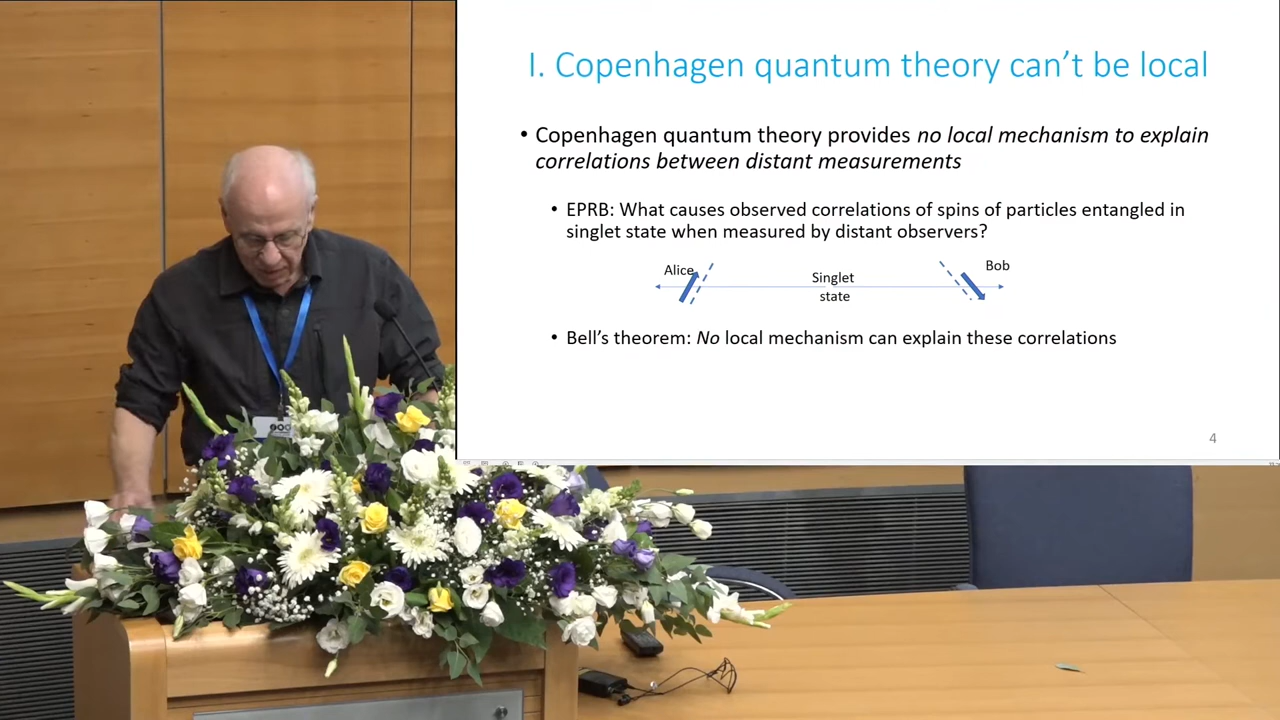 I. Copenhagen quantum theory can't be local
• Copenhagen quantum theory provides no local mechanism to explain
correlations between distant measurements
• EPRB: What causes observed correlations of spins of particles entangled in
singlet state when measured by distant observers?
Alice
Singlet
state
Bob
• Bell's theorem: No local mechanism can explain these correlations
4